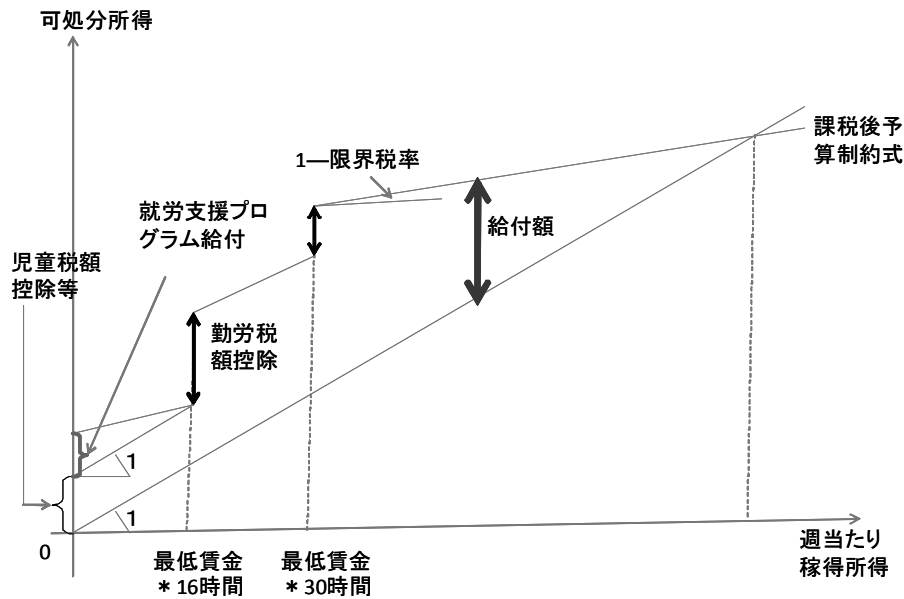 可処分所得
課税後予
算制約式
1―限界税率
就労支援プロ
グラム給付
給付額
児童税額
控除等
勤労税
額控除
1
1
0
週当たり
稼得所得
最低賃金
＊16時間
最低賃金
＊30時間